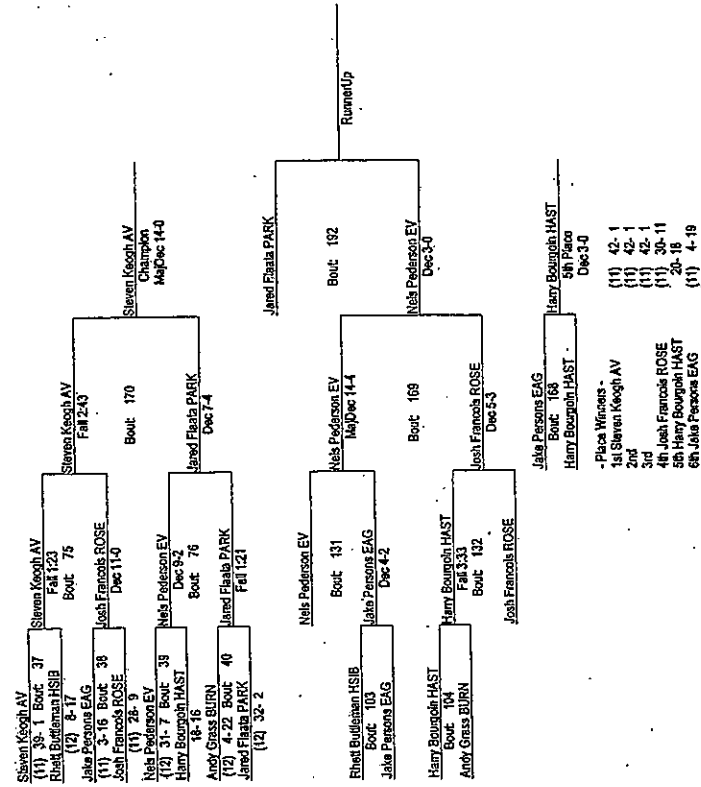 Steven Keogh AV
(11) 39- 1 Bout: 37
Rhett Buttleman HSIB
(12) 8-17
Jake Persons EAG
(11) 3- 16 Bout: 38
Josh Francois ROSE
(11) 28- 9
Nels Pederson EV
(12) 31- 7 Bout: 39
Harry Bourgoin HAST
18-16
Andy Grass BURN
(12) 4-22 Bout: 40
Jared Flaata PARK
(12) 32- 2
Steven Keogh AV
Fall 1:23
Bout: 75
Josh Francois ROSE
Dec 11-0
Nels Pederson EV
Dec 9-2
Bout: 76
Jared Flaata PARK
Fall 1:21
Steven Keogh AV
Fall 2:43
Bout: 170
Jared Flaata PARK
Dec 7-4
Steven Keogh AV
Champion
MajDec 14-0
Rhett Buttleman HSIB
Bout: 103
Jake Persons EAG
Harry Bourgoin HAST
Bout: 104
Andy Grass BURN
Nels Pederson EV
Bout: 131
Jake Persons EAG
Dec 4-2
Harry Bourgoin HAST
Fall 3:33
Bout: 132
Josh Francois ROSE
Nels Pederson EV
MajDec 14-4
Bout: 169
Josh Francois ROSE
Dec 5-3
Jared Flaata PARK
Bout: 192
Nels Pederson EV
Dec 3-0
RunnerUp
Jake Persons EAG
Bout: 168
Harry Bourgoin HAST
Harry Bourgoin HAST
5th Place
Dec 3-0
- Place Winners -
1st Steven Keogh AV (11) 42- 1
2nd (11) 42- 1
3rd (11) 42- 1
4th Josh Francois ROSE (11) 30- 11
5th Harry Bourgoin HAST 20- 18
6th Jake Persons EAG (11) 4- 19